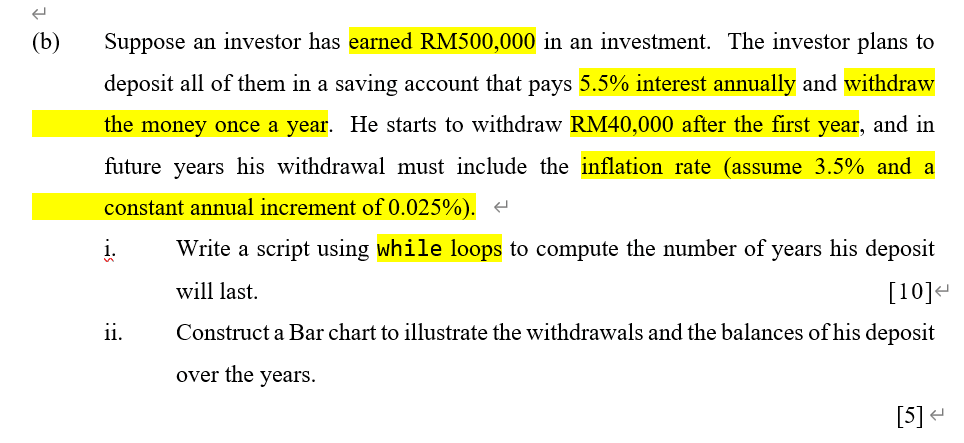 (b) Suppose an investor has earned RM500,000 in an investment. The investor plans to
deposit all of them in a saving account that pays 5.5% interest annually and withdraw
the money once a year. He starts to withdraw RM40,000 after the first year, and in
future years his withdrawal must include the inflation rate (assume 3.5% and a
constant annual increment of 0.025%).
i. Write a script using while loops to compute the number of years his deposit
will last. [10]
ii. Construct a Bar chart to illustrate the withdrawals and the balances of his deposit
over the years.
[5]